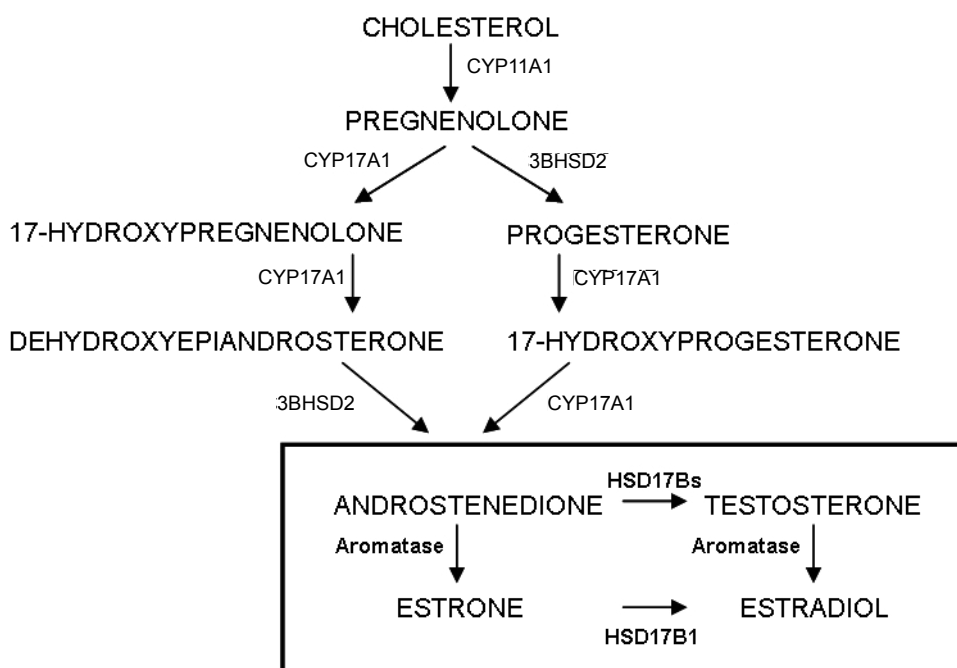 CHOLESTEROL
CYP11A1
PREGNENOLONE
CYP17A1 3BHSD2
17-HYDROXYPREGNENOLONE PROGESTERONE
CYP17A1 CYP17A1
DEHYDROXYEPIANDROSTERONE 17-HYDROXYPROGESTERONE
3BHSD2 CYP17A1
HSD17Bs
ANDROSTENEDIONE TESTOSTERONE
Aromatase Aromatase
ESTRONE ESTRADIOL
HSD17B1